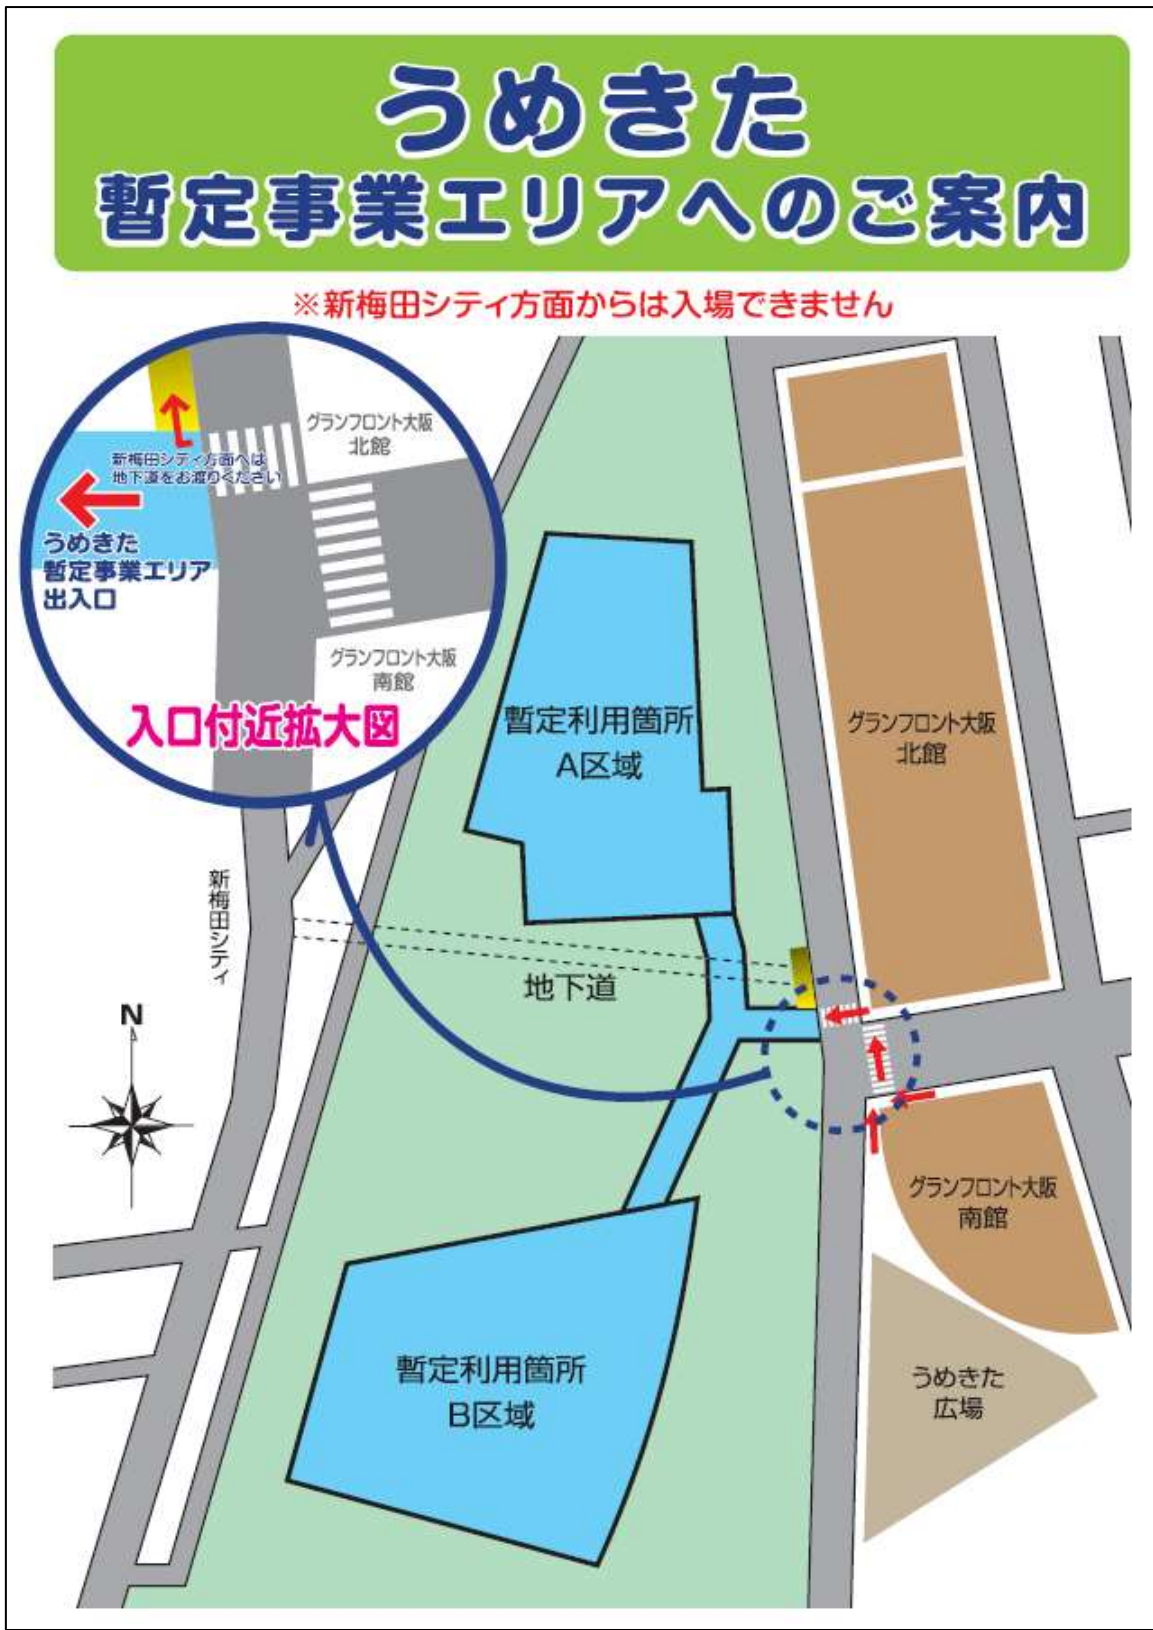 うめきた
暫定事業エリアへのご案内
※新梅田シティ方面からは入場できません
グランフロント大阪
北館
新梅田シティ方面へは
地下道をお渡りください
うめきた
暫定事業エリア
出入口
グランフロント大阪
南館
入口付近拡大図
暫定利用箇所
A区域
グランフロント大阪
北館
新梅田シティ
地下道
N
グランフロント大阪
南館
暫定利用箇所
B区域
うめきた
広場